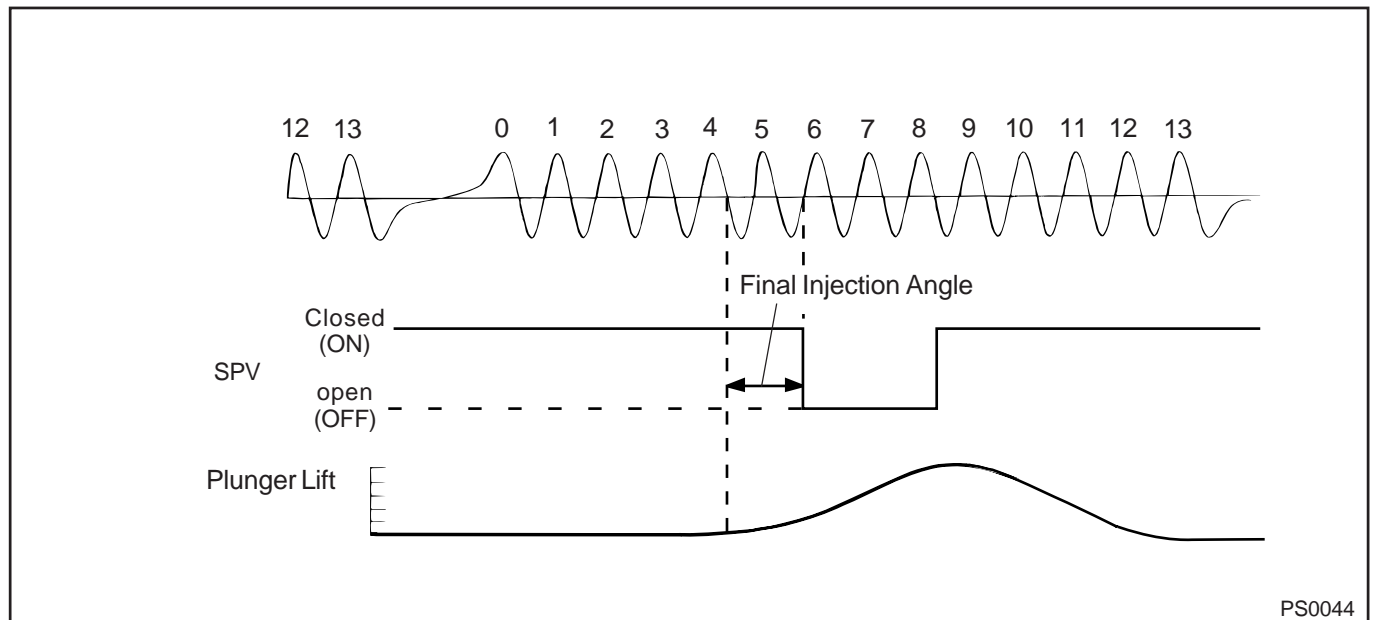 12 13 0 1 2 3 4 5 6 7 8 9 10 11 12 13
Final Injection Angle
Closed
(ON)
SPV
open
(OFF)
Plunger Lift
PS0044